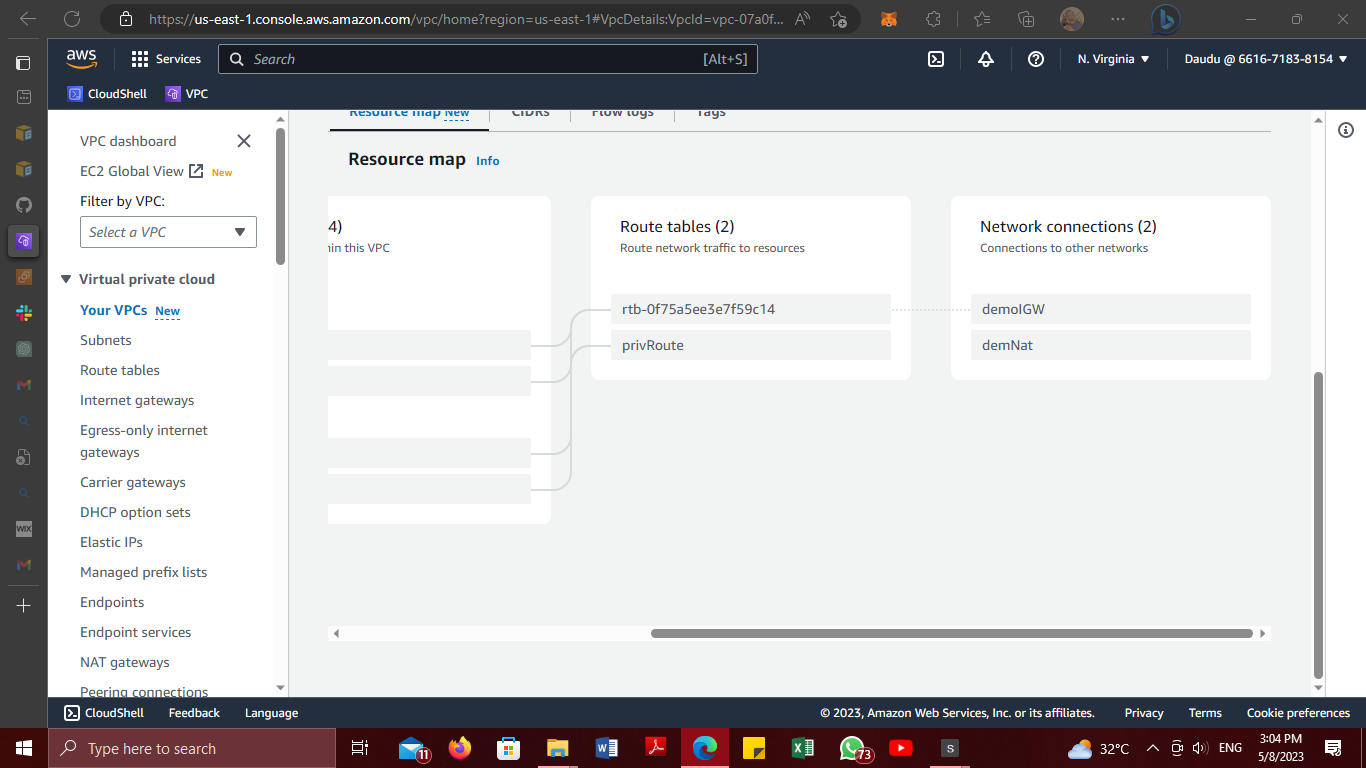 https://us-east-1.console.aws.amazon.com/vpc/home?region=us-east-1#VpcDetails:VpcId=vpc-07a0f...
aws
Services
Search
[Alt+S]
N. Virginia
Daudu @ 6616-7183-8154
CloudShell
VPC
VPC dashboard
EC2 Global View New
Filter by VPC:
Select a VPC
Virtual private cloud
Your VPCs New
Subnets
Route tables
Internet gateways
Egress-only internet
gateways
Carrier gateways
DHCP option sets
Elastic IPs
Managed prefix lists
Endpoints
Endpoint services
NAT gateways
Peering connections
Resource map New
CIDRs
Flow logs
Tags
Resource map Info
4)
in this VPC
Route tables (2)
Route network traffic to resources
rtb-0f75a5ee3e7f59c14
privRoute
Network connections (2)
Connections to other networks
demoIGW
demNat
CloudShell
Feedback
Language
© 2023, Amazon Web Services, Inc. or its affiliates.
Privacy
Terms
Cookie preferences
WIX
Type here to search
11
73
S
32°C
ENG
3:04 PM
5/8/2023